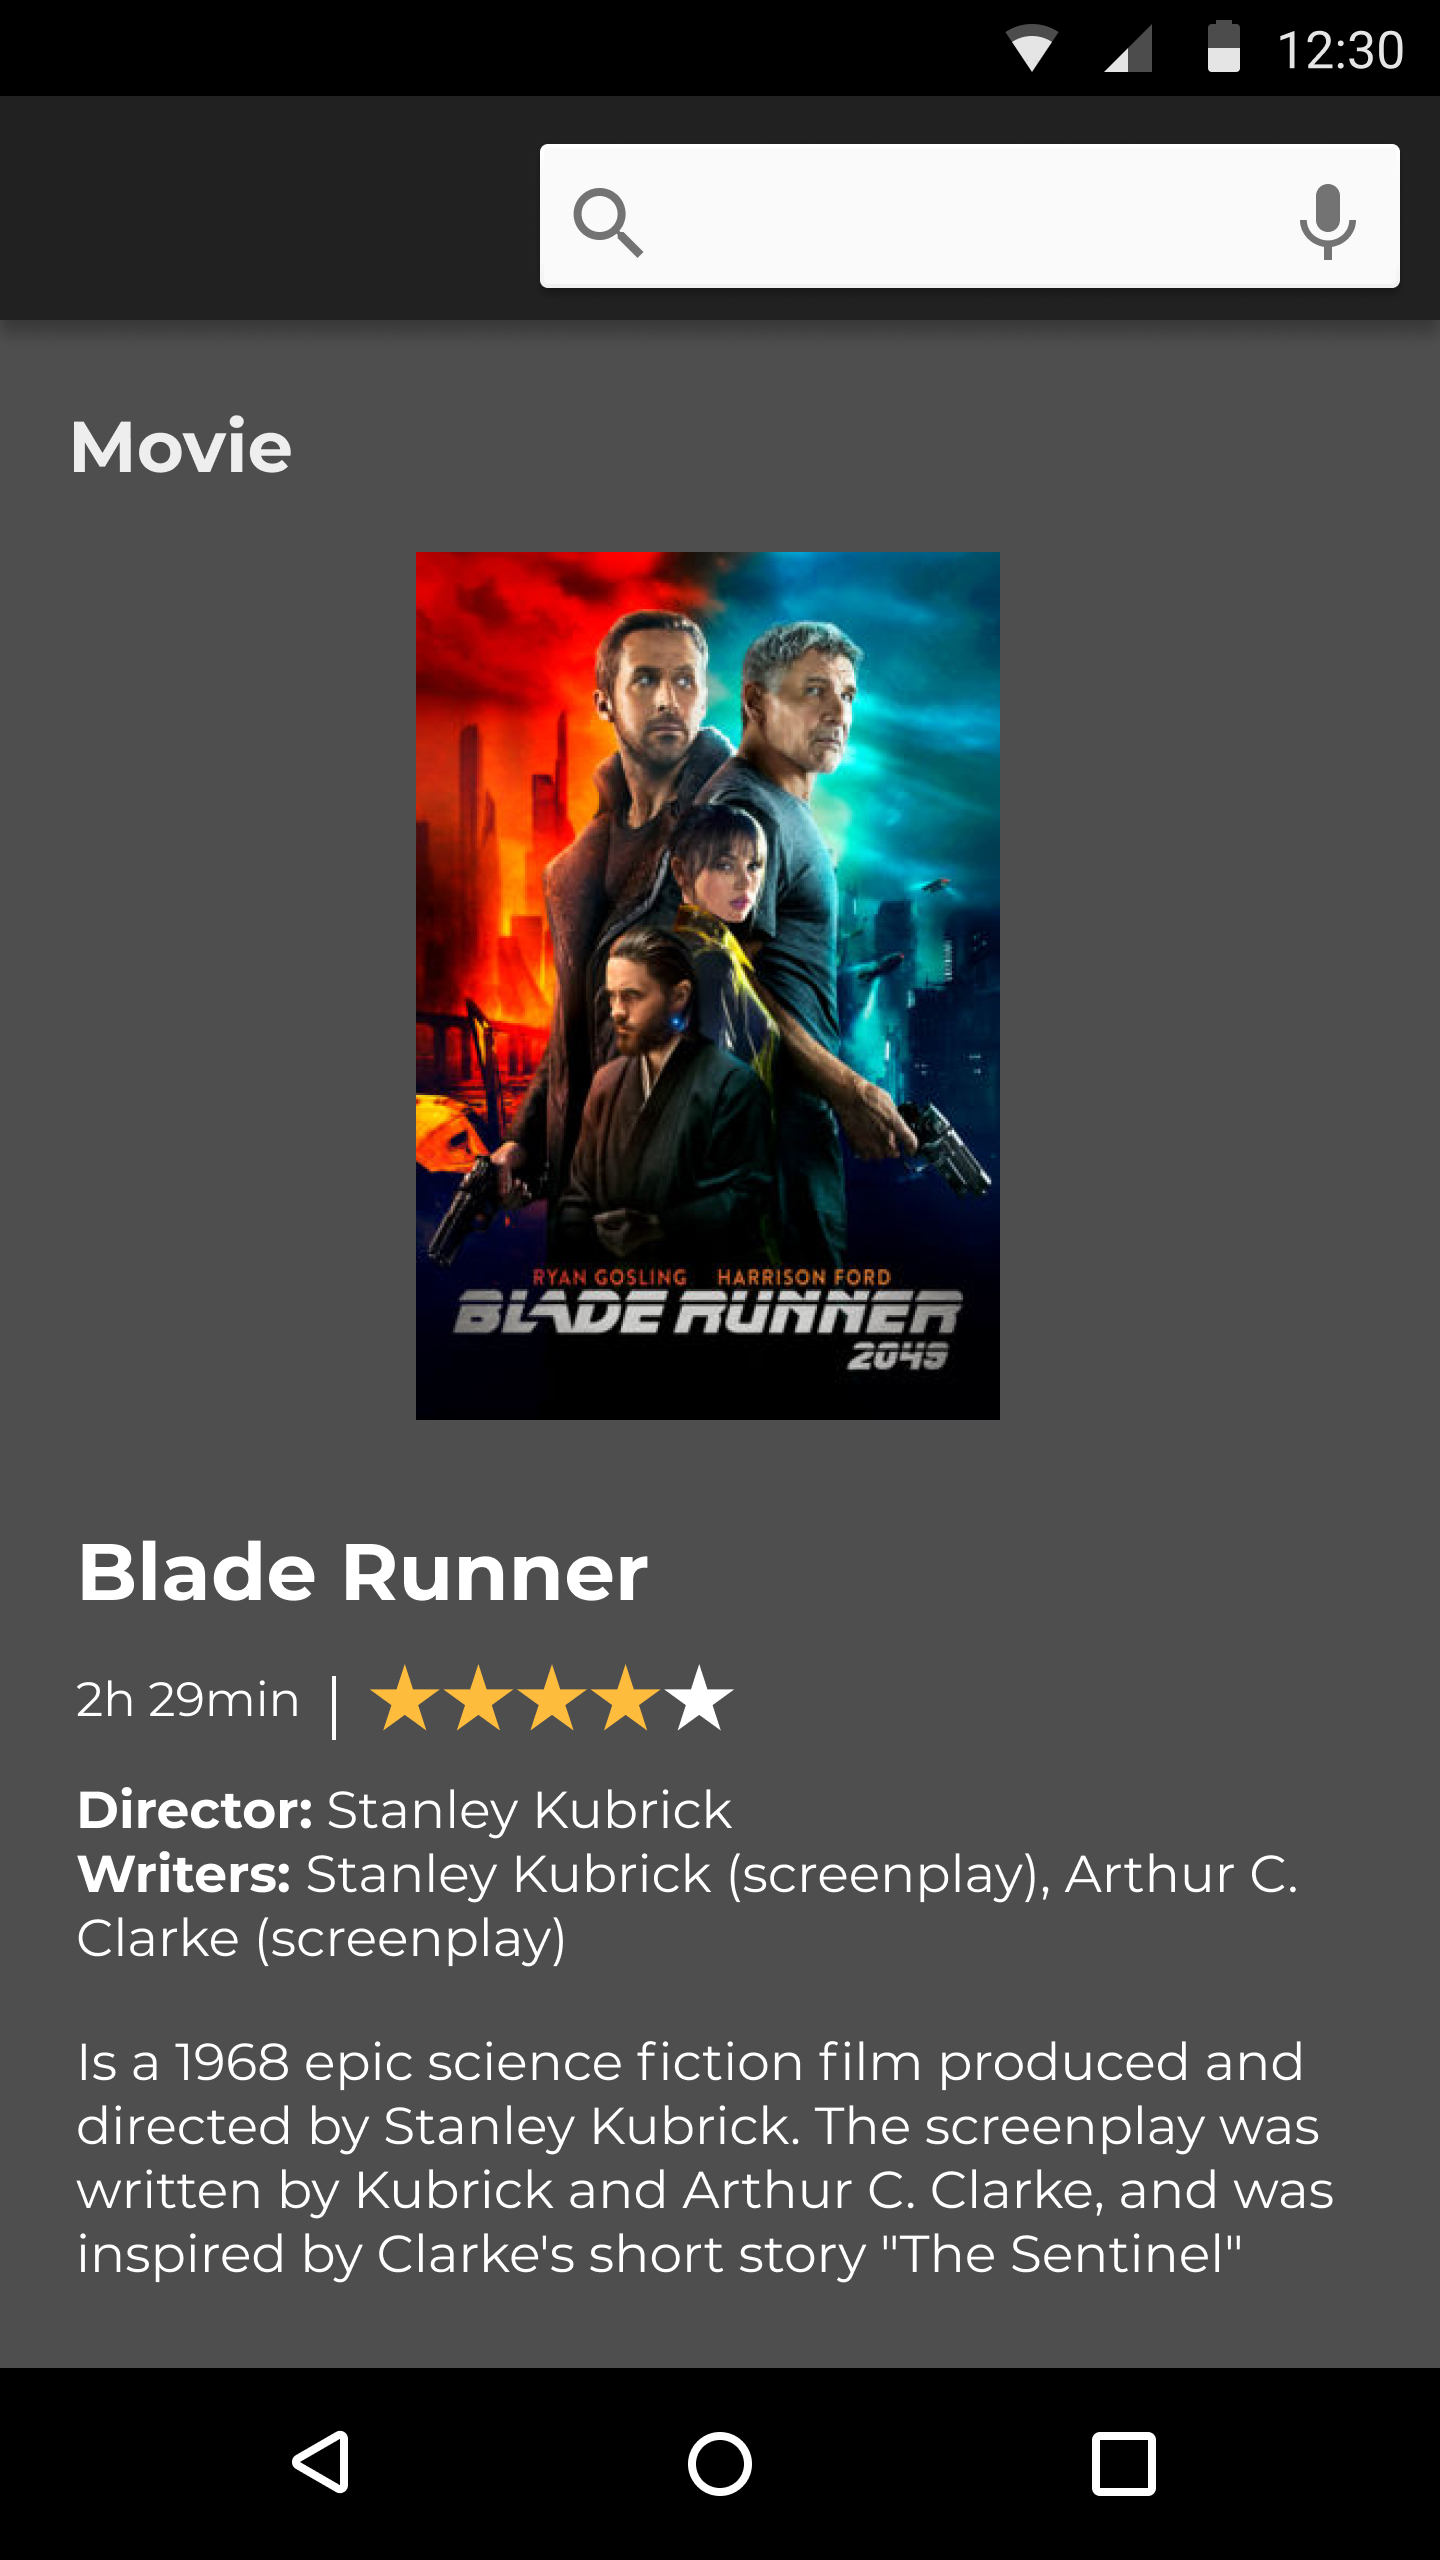 12:30
Movie
RYAN GOSLING HARRISON FORD
BLADE RUNNER
2049
Blade Runner
2h 29min |
Director: Stanley Kubrick
Writers: Stanley Kubrick (screenplay), Arthur C.
Clarke (screenplay)
Is a 1968 epic science fiction film produced and
directed by Stanley Kubrick. The screenplay was
written by Kubrick and Arthur C. Clarke, and was
inspired by Clarke's short story "The Sentinel"